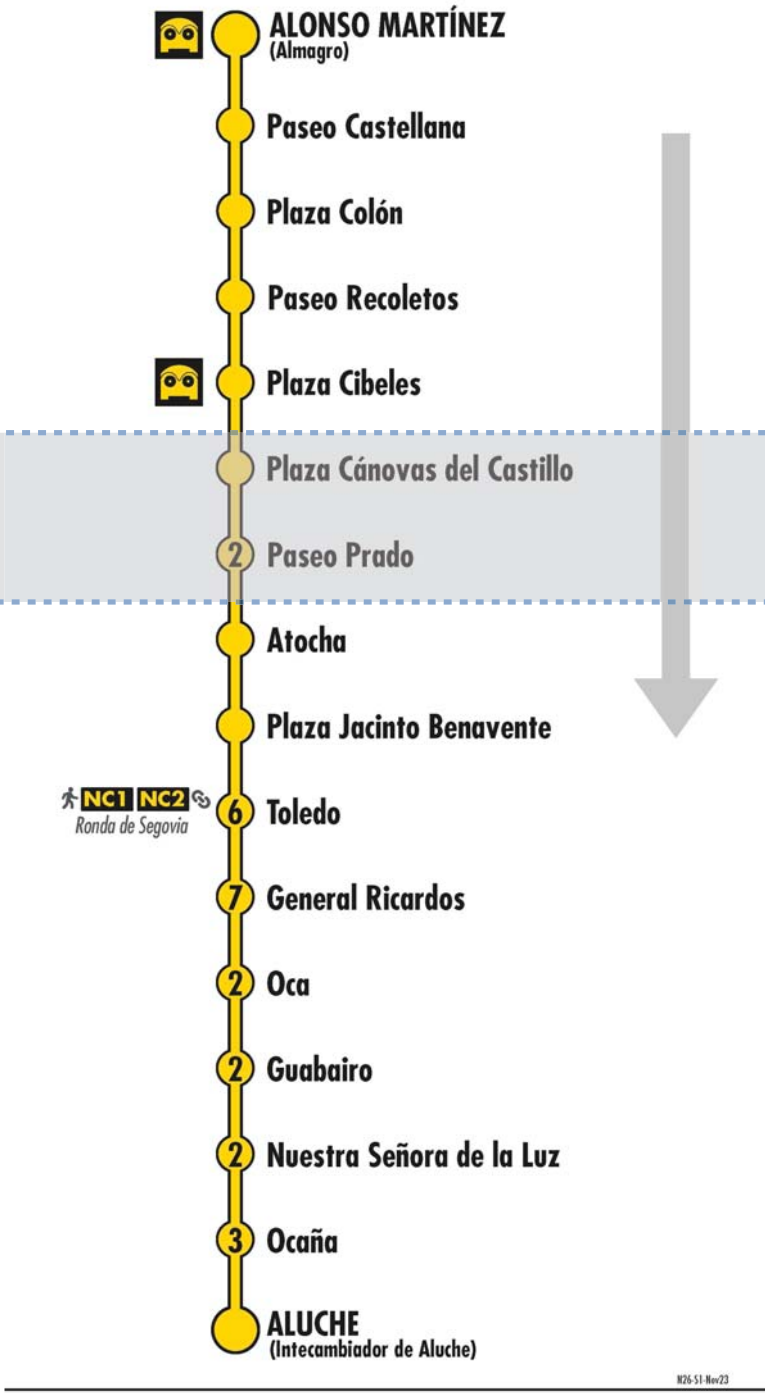 ALONSO MARTÍNEZ
(Almagro)
Paseo Castellana
Plaza Colón
Paseo Recoletos
Plaza Cibeles
Plaza Cánovas del Castillo
2 Paseo Prado
Atocha
Plaza Jacinto Benavente
NC1 NC2 6 Toledo
Ronda de Segovia
7 General Ricardos
2 Oca
2 Guabairo
2 Nuestra Señora de la Luz
3 Ocaña
ALUCHE
(Intecambiador de Aluche)
N26-S1-Nov23